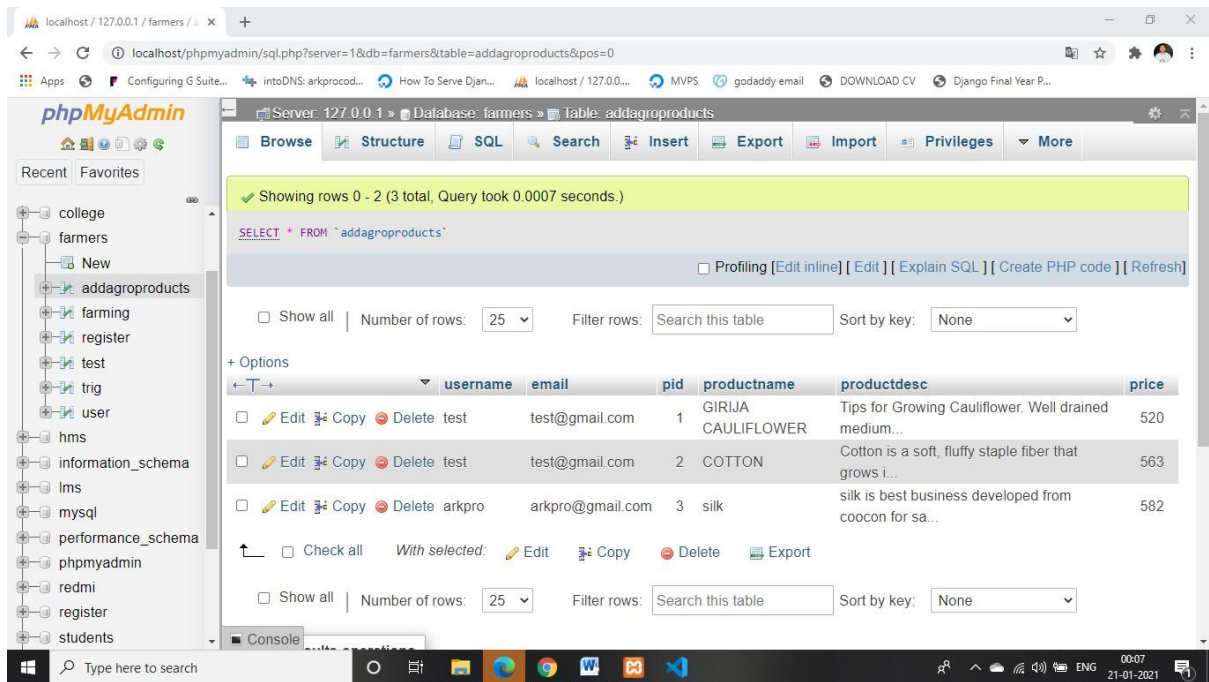 localhost / 127.0.0.1 / farmers / a
localhost/phpmyadmin/sql.php?server=1&db=farmers&table=addagroproducts&pos=0
Apps Configuring G Suite... intoDNS: arkprocod... How To Serve Djan... localhost / 127.0.0.... MVPS godaddy email DOWNLOAD CV Django Final Year P...
phpMyAdmin
Recent Favorites
college
farmers
New
addagroproducts
farming
register
test
trig
user
hms
information_schema
lms
mysql
performance_schema
phpmyadmin
redmi
register
students
Server: 127.0.0.1 » Database: farmers » Table: addagroproducts
Browse Structure SQL Search Insert Export Import Privileges More
Showing rows 0 - 2 (3 total, Query took 0.0007 seconds.)
SELECT * FROM `addagroproducts`
Profiling [Edit inline] [ Edit ] [ Explain SQL ] [ Create PHP code ] [ Refresh]
Show all | Number of rows: 25 Filter rows: Search this table Sort by key: None
+ Options
←T→ username email pid productname productdesc price
Edit Copy Delete test test@gmail.com 1 GIRIJA CAULIFLOWER Tips for Growing Cauliflower. Well drained medium... 520
Edit Copy Delete test test@gmail.com 2 COTTON Cotton is a soft, fluffy staple fiber that grows i... 563
Edit Copy Delete arkpro arkpro@gmail.com 3 silk silk is best business developed from coocon for sa... 582
Check all With selected: Edit Copy Delete Export
Show all | Number of rows: 25 Filter rows: Search this table Sort by key: None
Console
Type here to search
ENG
00:07
21-01-2021